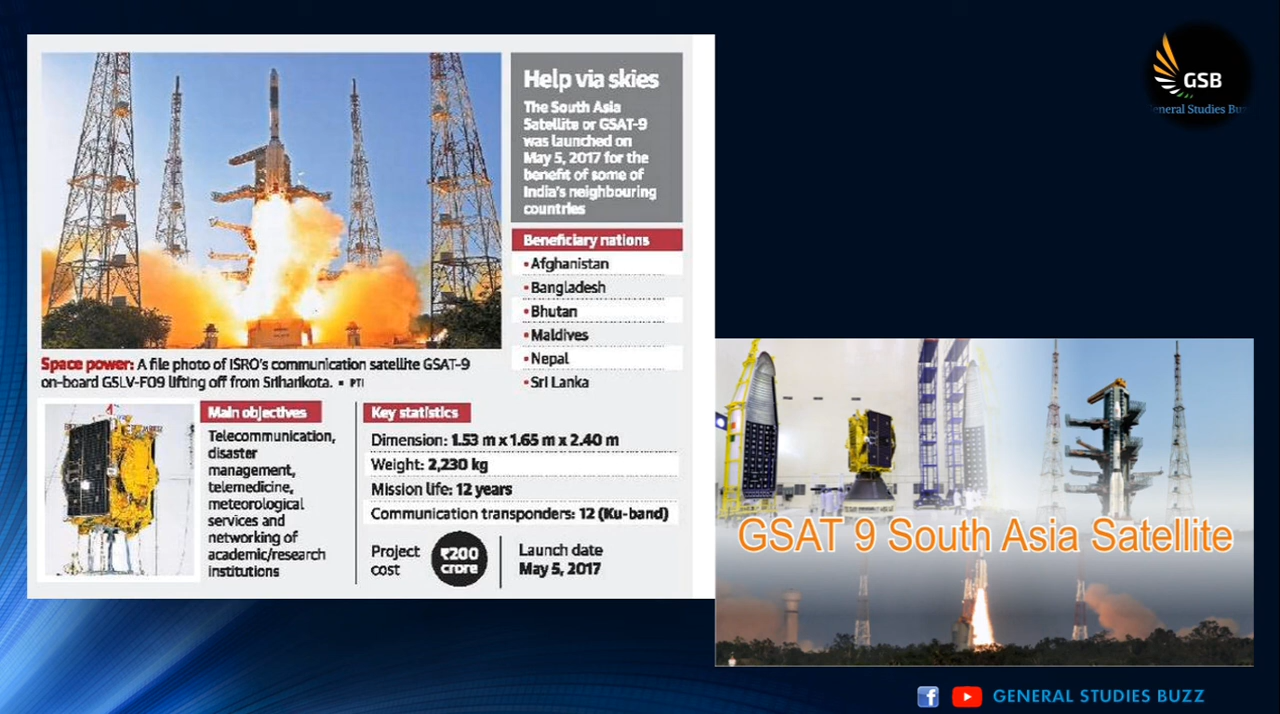 Help via skies
The South Asia
Satellite or GSAT-9
was launched on
May 5, 2017 for the
benefit of some of
India's neighbouring
countries
Beneficiary nations
• Afghanistan
• Bangladesh
• Bhutan
• Maldives
• Nepal
• Sri Lanka
Space power: A file photo of ISRO's communication satellite GSAT-9
on-board GSLV-F09 lifting off from Sriharikota. ▪ PTI
Main objectives
Telecommunication,
disaster
management,
telemedicine,
meteorological
services and
networking of
academic/research
institutions
Key statistics
Dimension: 1.53 m x 1.65 m x 2.40 m
Weight: 2,230 kg
Mission life: 12 years
Communication transponders: 12 (Ku-band)
Project
cost
₹200
crore
Launch date
May 5, 2017
GSB
eneral Studies Bu
GSAT 9 South Asia Satellite
GENERAL STUDIES BUZZ